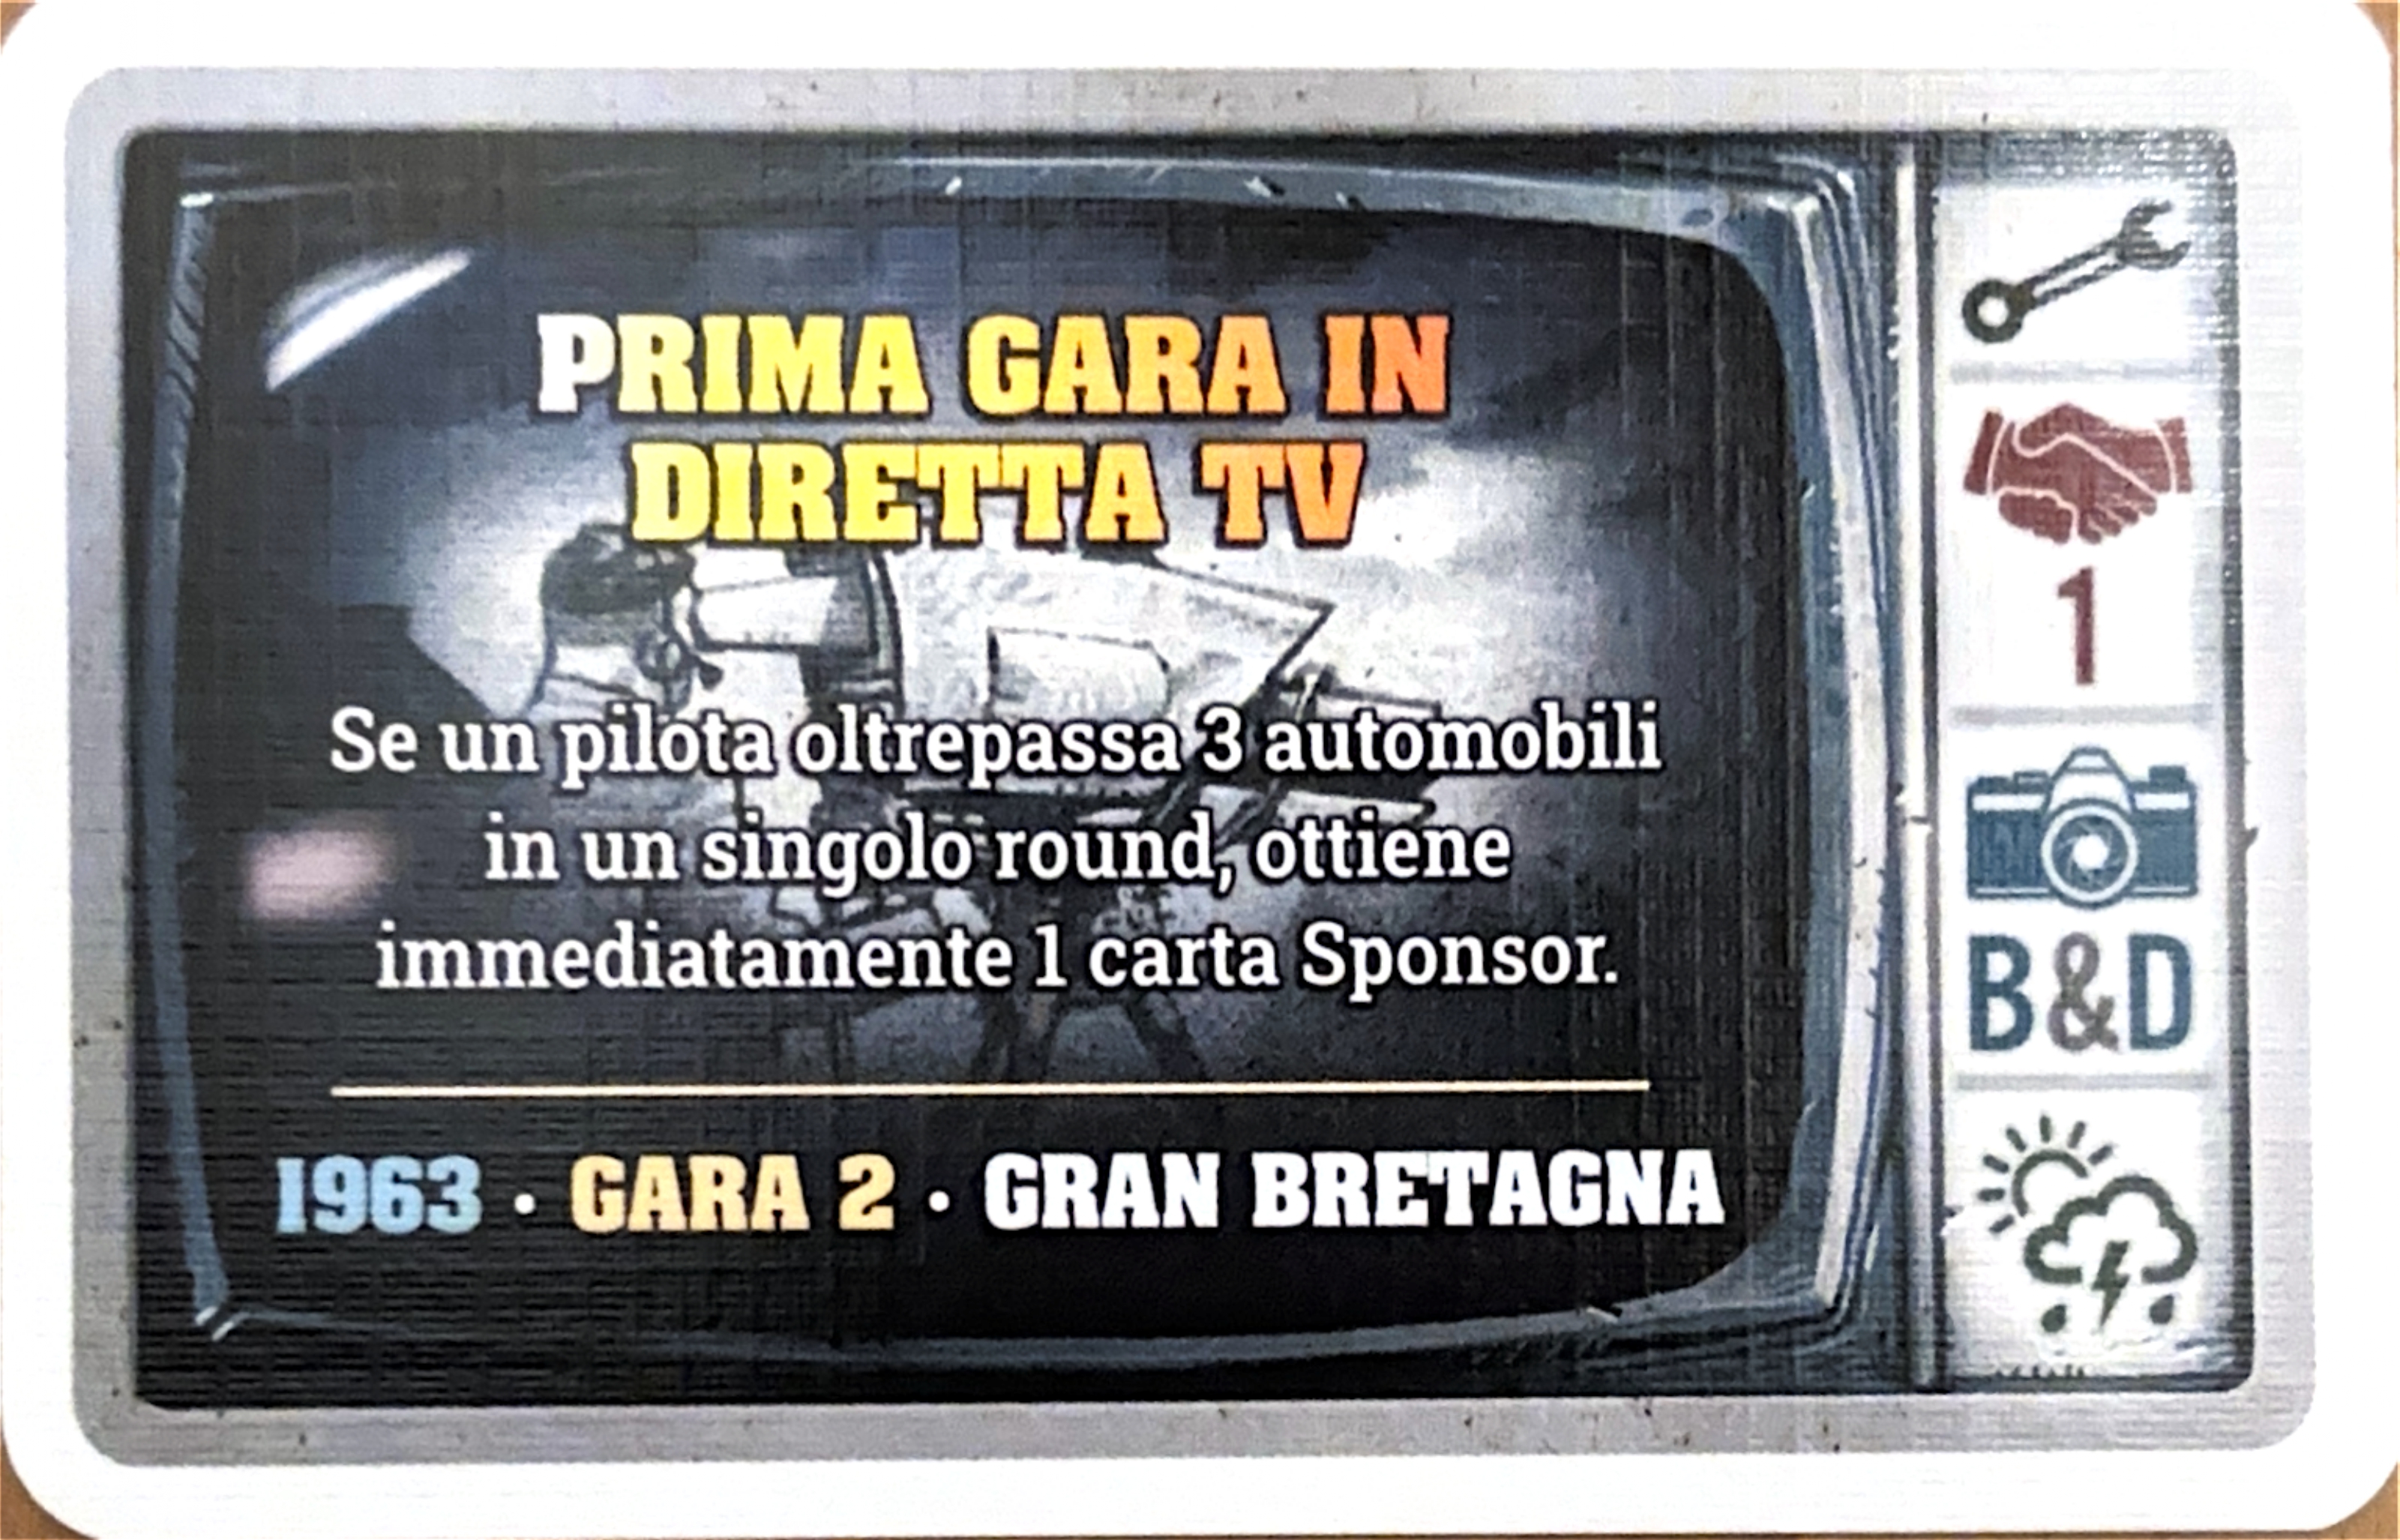 PRIMA GARA IN
DIRETTA TV
Se un pilota oltrepassa 3 automobili
in un singolo round, ottiene
immediatamente 1 carta Sponsor.
1963 · GARA 2 · GRAN BRETAGNA
1
B&D